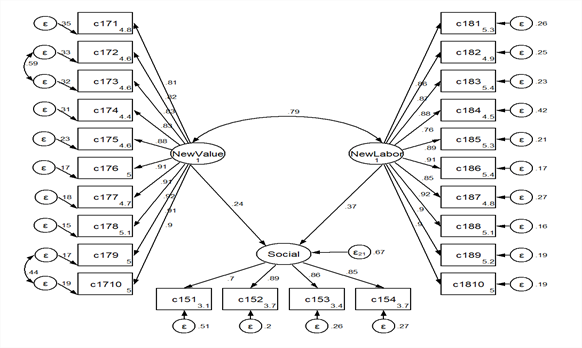 ε .35 c171 4.8
ε .33 c172 4.6
.59
ε .32 c173 4.6
ε .31 c174 4.4
ε .23 c175 4.6
ε .17 c176 5
ε .18 c177 4.7
ε .15 c178 5.1
ε .17 c179 5
.44
ε .19 c1710 5
.81
.82
.83
.83
.88
.91
.91
.92
.91
.9
NewValue 1
.79
NewLabor 1
c181 5.3 ε .26
c182 4.9 ε .25
c183 5.4 ε .23
c184 4.5 ε .42
c185 5.3 ε .21
c186 5.4 ε .17
c187 4.8 ε .27
c188 5.1 ε .16
c189 5.2 ε .19
c1810 5 ε .19
.86
.87
.88
.76
.89
.91
.85
.92
.9
.24
.37
Social
ε21 .67
.7
.89
.86
.85
c151 3.1
c152 3.7
c153 3.4
c154 3.7
ε .51
ε .2
ε .26
ε .27